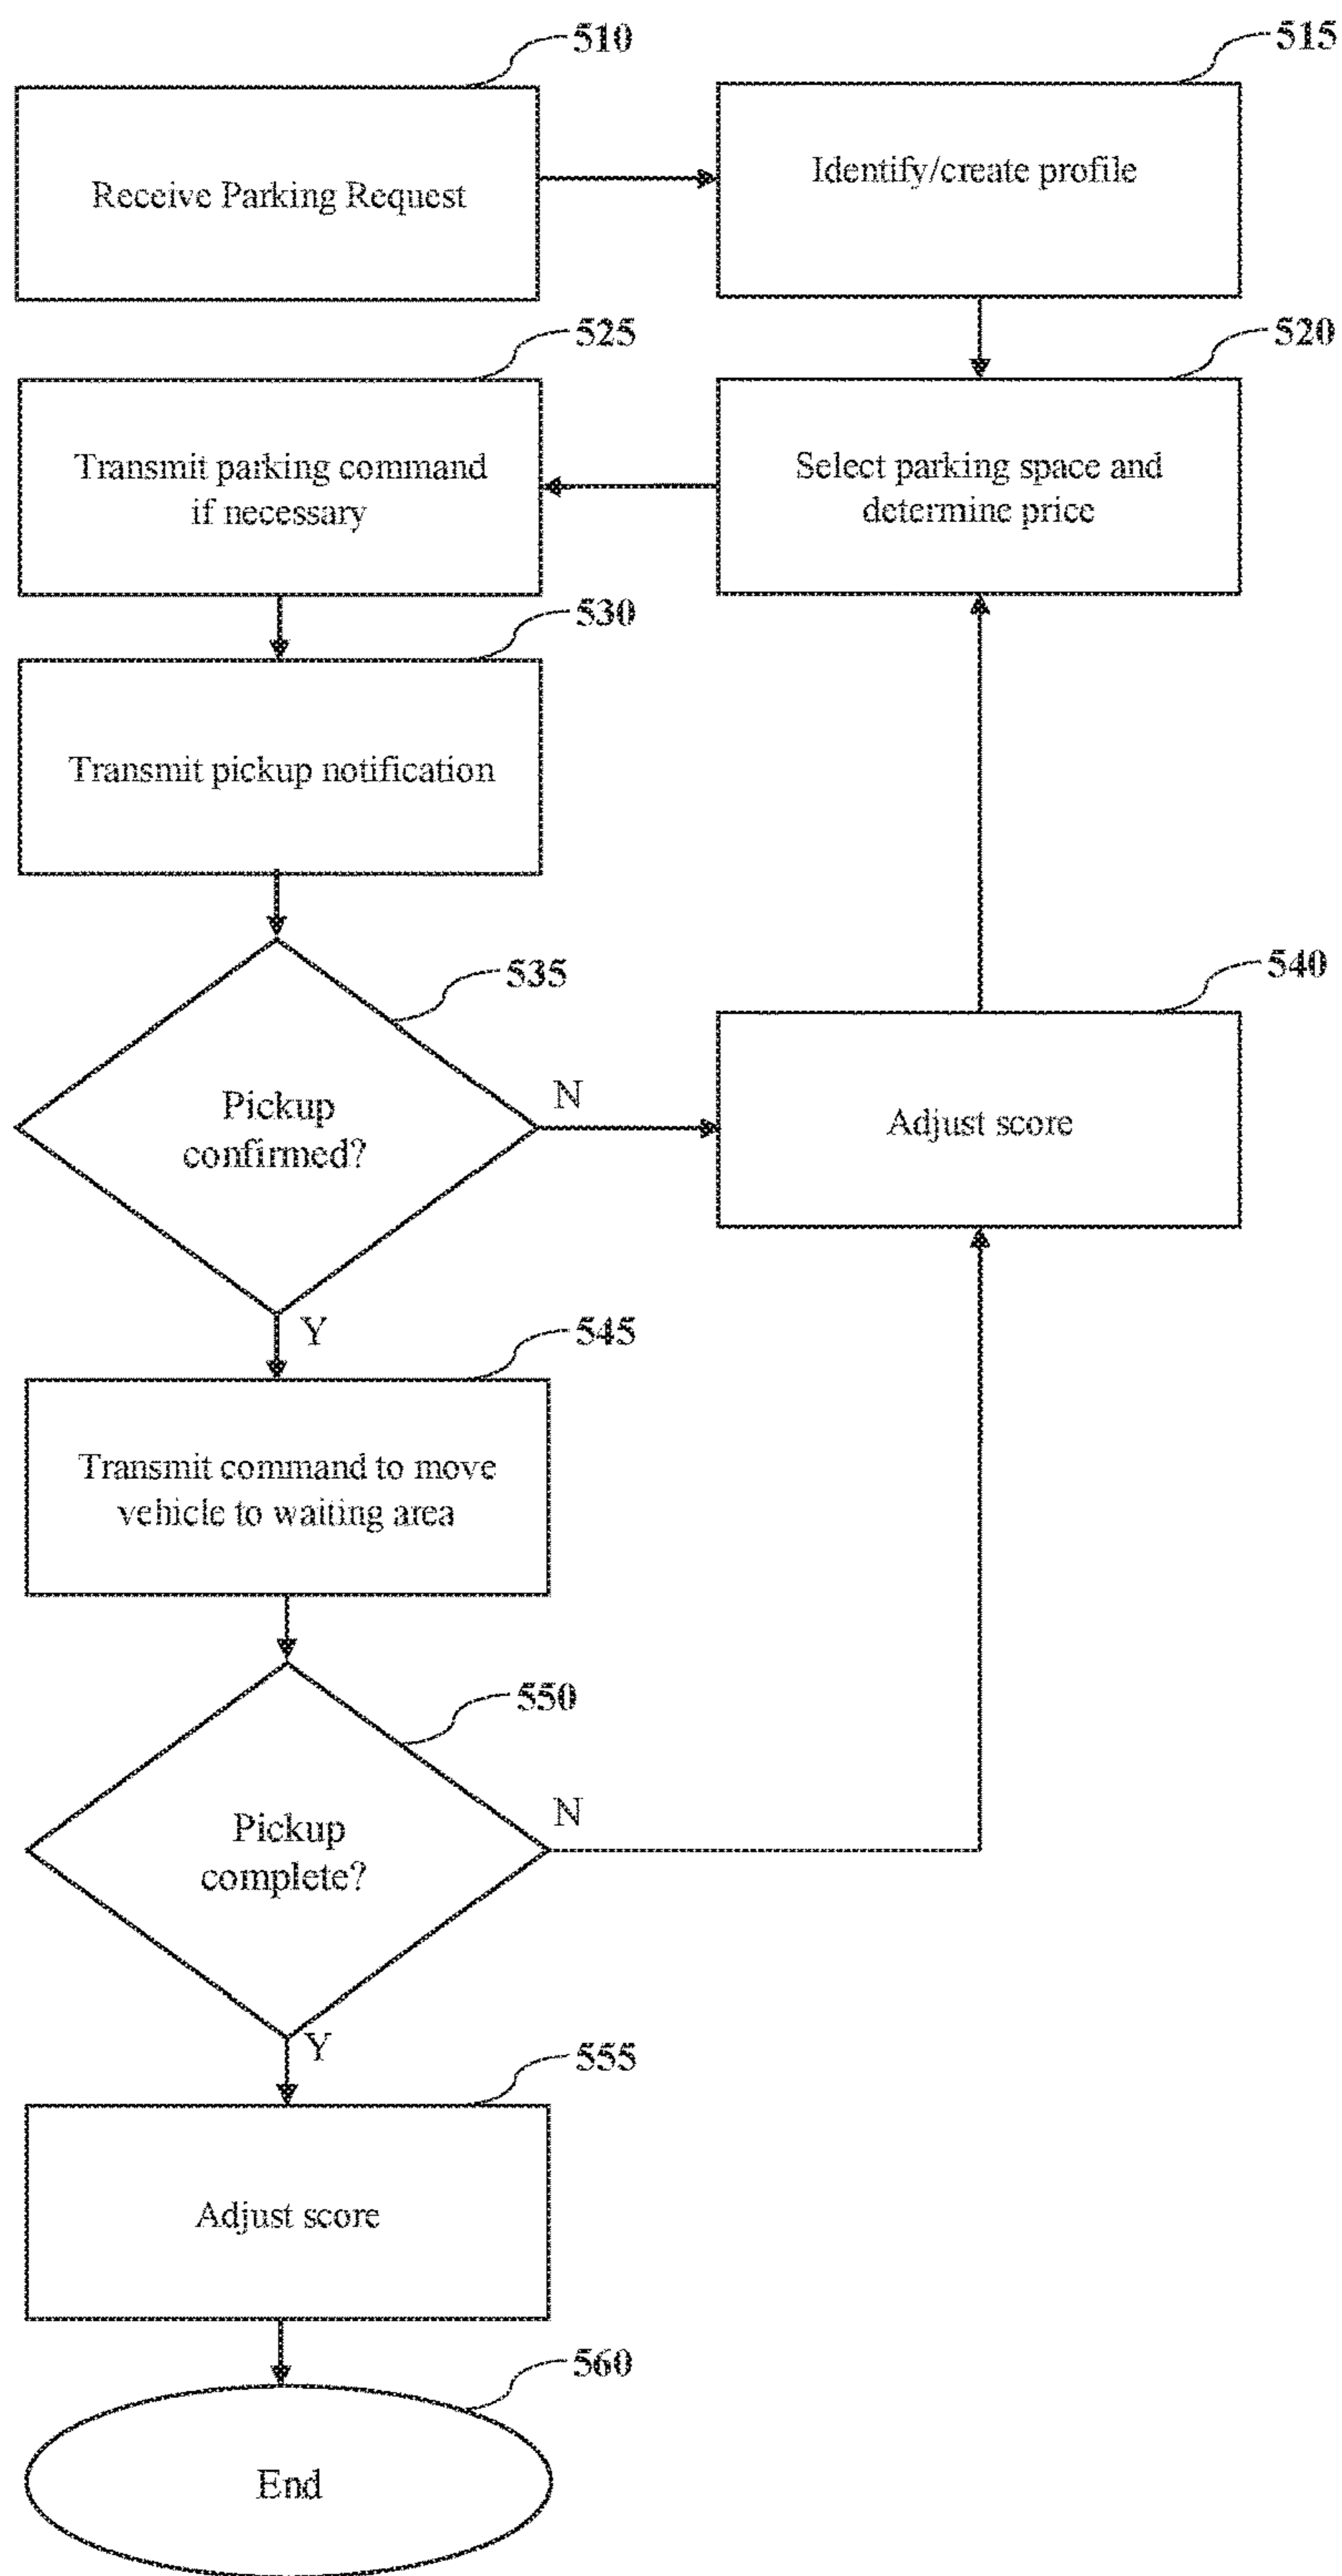 510
Receive Parking Request
515
Identify/create profile
520
Select parking space and
determine price
525
Transmit parking command
if necessary
530
Transmit pickup notification
535
Pickup
confirmed?
N
540
Adjust score
Y
545
Transmit command to move
vehicle to waiting area
550
Pickup
complete?
N
Y
555
Adjust score
560
End